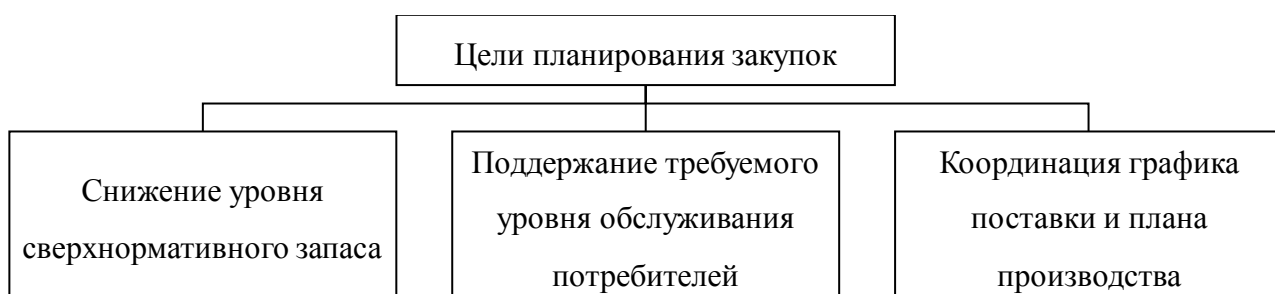 Цели планирования закупок
Снижение уровня
сверхнормативного запаса
Поддержание требуемого
уровня обслуживания
потребителей
Координация графика
поставки и плана
производства